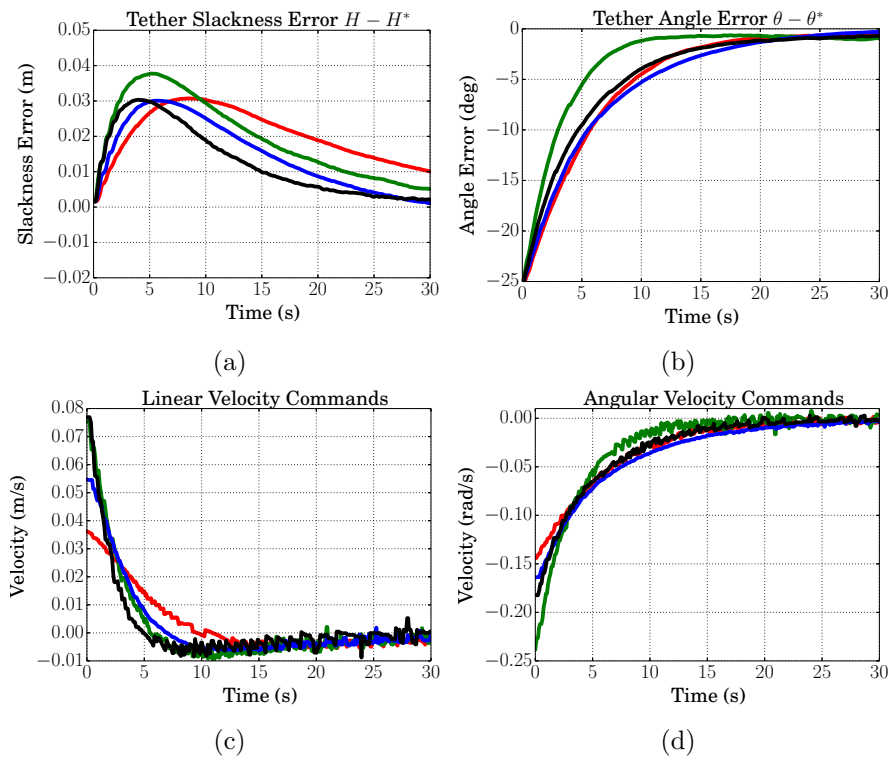 Tether Slackness Error H − H*
Slackness Error (m)
0.05
0.04
0.03
0.02
0.01
0.00
−0.01
−0.02
0 5 10 15 20 25 30
Time (s)
(a)
Tether Angle Error θ − θ*
Angle Error (deg)
0
−5
−10
−15
−20
−25
0 5 10 15 20 25 30
Time (s)
(b)
Linear Velocity Commands
Velocity (m/s)
0.08
0.07
0.06
0.05
0.04
0.03
0.02
0.01
0.00
−0.01
0 5 10 15 20 25 30
Time (s)
(c)
Angular Velocity Commands
Velocity (rad/s)
0.00
−0.05
−0.10
−0.15
−0.20
−0.25
0 5 10 15 20 25 30
Time (s)
(d)